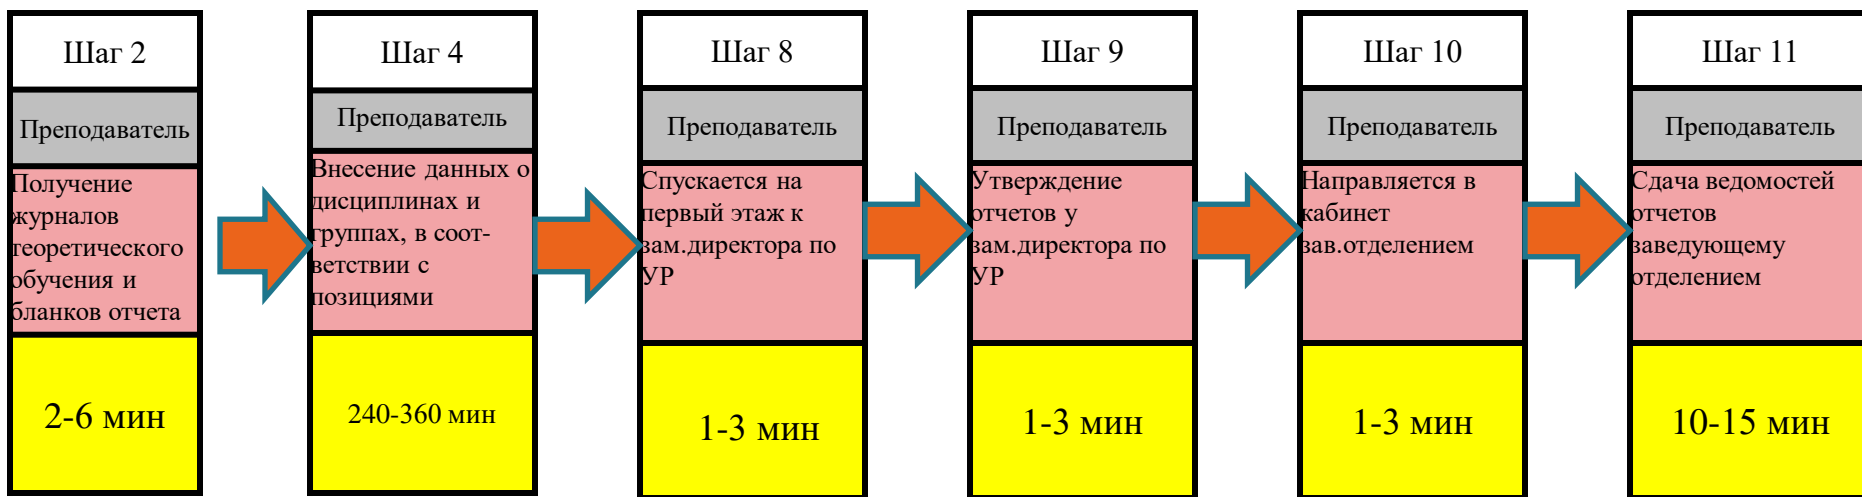 Шаг 2
Преподаватель
Получение
журналов
теоретического
обучения и
бланков отчета
2-6 мин
Шаг 4
Преподаватель
Внесение данных о
дисциплинах и
группах, в соот-
ветствии с
позициями
240-360 мин
Шаг 8
Преподаватель
Спускается на
первый этаж к
зам.директора по
УР
1-3 мин
Шаг 9
Преподаватель
Утверждение
отчетов у
зам.директора по
УР
1-3 мин
Шаг 10
Преподаватель
Направляется в
кабинет
зав.отделением
1-3 мин
Шаг 11
Преподаватель
Сдача ведомостей
отчетов
заведующему
отделением
10-15 мин